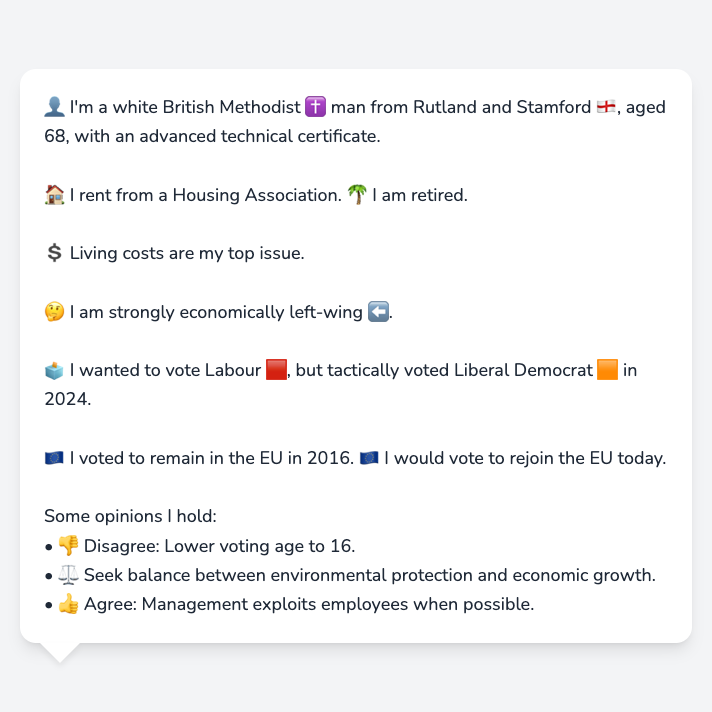 👤 I'm a white British Methodist ✝️ man from Rutland and Stamford 🏴󠁧󠁢󠁥󠁮󠁧󠁿, aged
68, with an advanced technical certificate.
🏠 I rent from a Housing Association. 🌴 I am retired.
💲 Living costs are my top issue.
🤔 I am strongly economically left-wing ⬅️.
🗳️ I wanted to vote Labour 🟥, but tactically voted Liberal Democrat 🟧 in
2024.
🇪🇺 I voted to remain in the EU in 2016. 🇪🇺 I would vote to rejoin the EU today.
Some opinions I hold:
• 👎 Disagree: Lower voting age to 16.
• ⚖️ Seek balance between environmental protection and economic growth.
• 👍 Agree: Management exploits employees when possible.